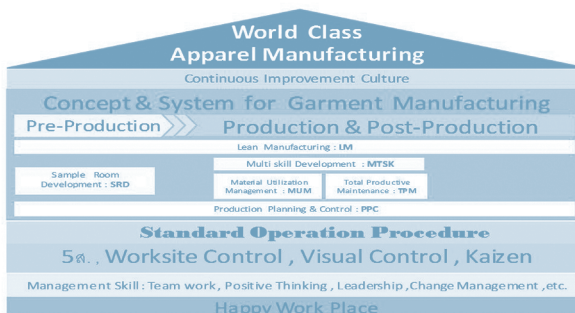 World Class
Apparel Manufacturing
Continuous Improvement Culture
Concept & System for Garment Manufacturing
Pre-Production
Production & Post-Production
Lean Manufacturing : LM
Multi skill Development : MTSK
Sample Room
Development : SRD
Material Utilization
Management : MUM
Total Productive
Maintenance : TPM
Production Planning & Control : PPC
Standard Operation Procedure
5ส. , Worksite Control , Visual Control , Kaizen
Management Skill : Team work , Positive Thinking , Leadership ,Change Management ,etc.
Happy Work Place